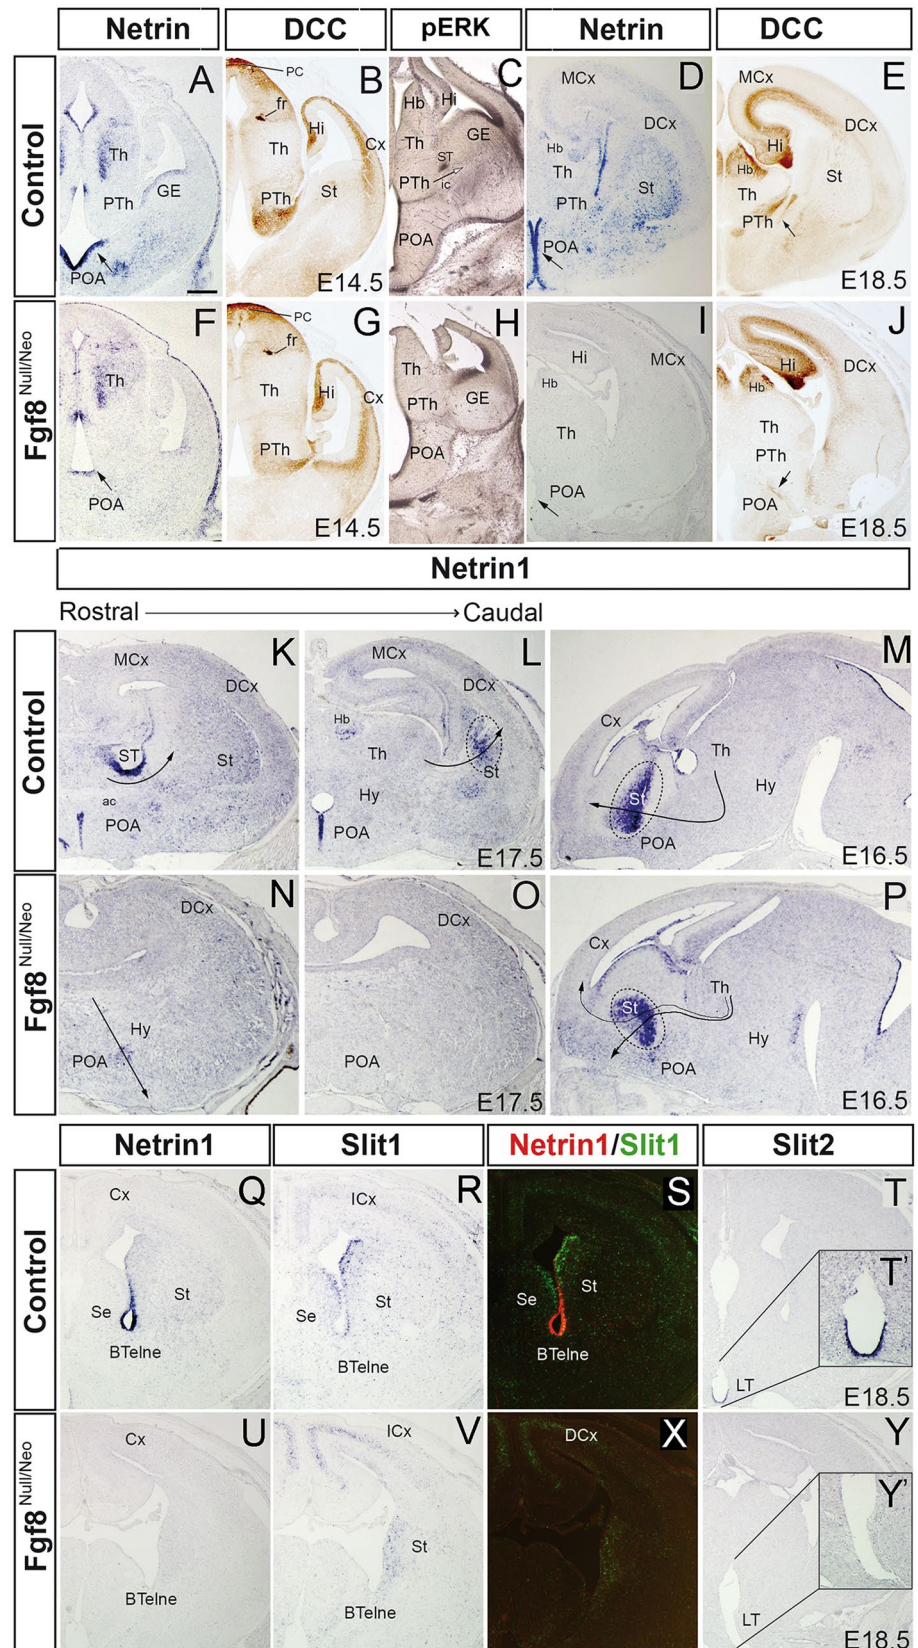 Netrin DCC pERK Netrin DCC
Control
A Th PTh GE POA
B PC fr Hi Cx Th PTh St E14.5
C Hb Hi GE Th ST PTh ic POA
D MCx DCx Hb Th St PTh POA
E MCx DCx Hi Hb St Th PTh E18.5
Fgf8 Null/Neo
F Th POA
G PC fr Th Hi Cx PTh E14.5
H Th PTh GE POA
I Hi MCx Hb Th POA
J Hi DCx Hb Th PTh POA E18.5
Netrin1
Rostral Caudal
Control
K MCx DCx ST St ac POA
L MCx DCx Hb Th St Hy POA E17.5
M Cx Th St Hy POA E16.5
Fgf8 Null/Neo
N DCx Hy POA
O DCx POA E17.5
P Cx Th St Hy POA E16.5
Netrin1 Slit1 Netrin1/Slit1 Slit2
Control
Q Cx St Se BTelne
R ICx St Se BTelne
S St Se BTelne
T T' LT E18.5
Fgf8 Null/Neo
U Cx BTelne
V ICx St BTelne
X DCx
Y Y' LT E18.5